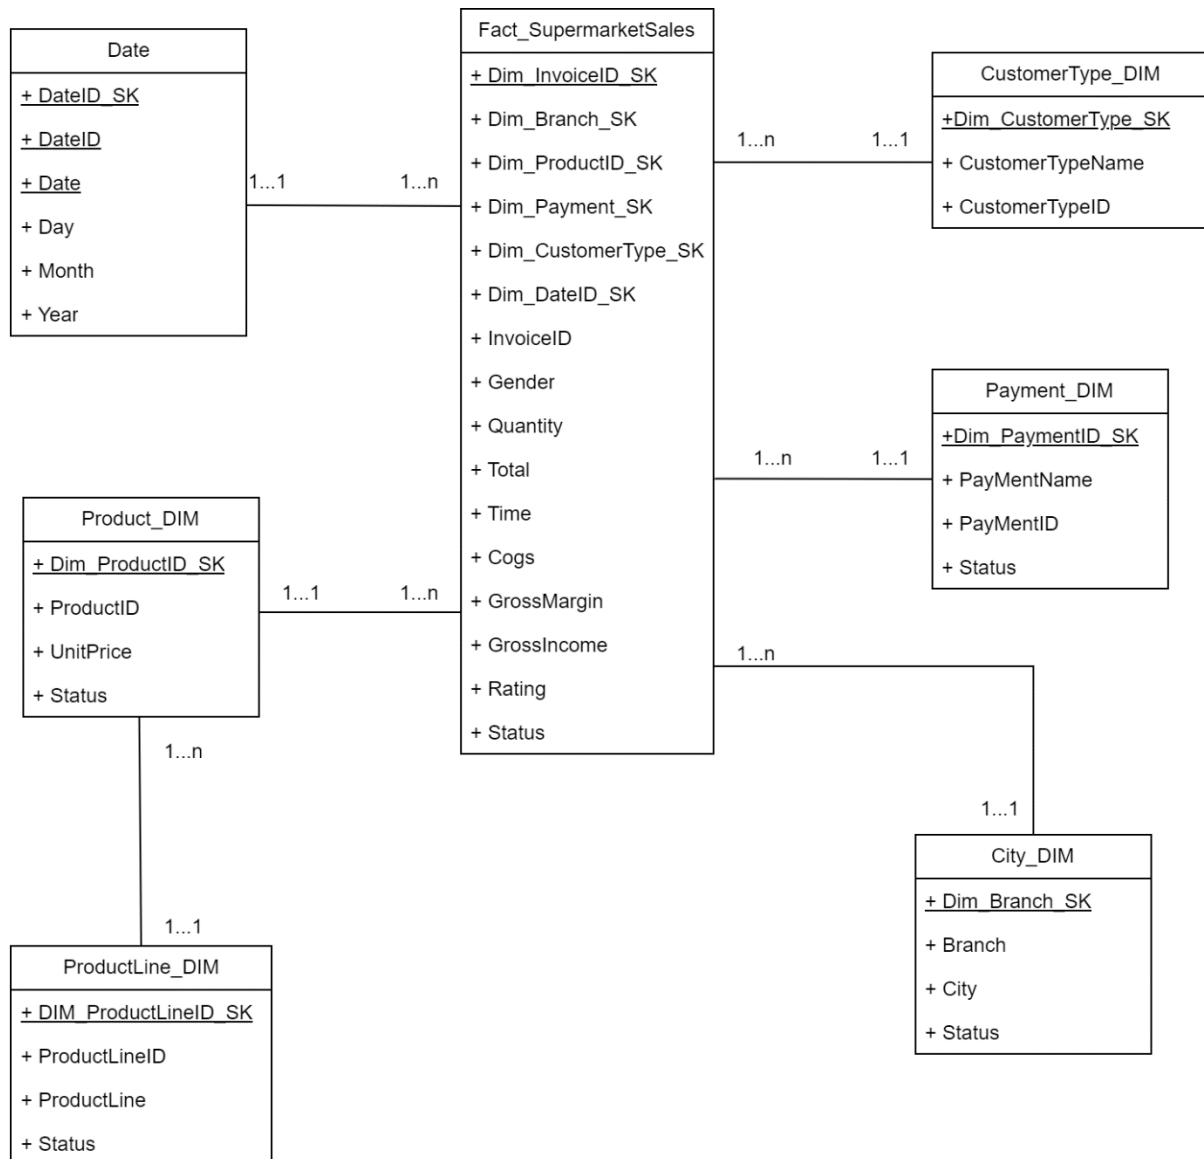 Date
+ DateID_SK
+ DateID
+ Date
+ Day
+ Month
+ Year
1...1
1...n
Fact_SupermarketSales
+ Dim_InvoiceID_SK
+ Dim_Branch_SK
+ Dim_ProductID_SK
+ Dim_Payment_SK
+ Dim_CustomerType_SK
+ Dim_DateID_SK
+ InvoiceID
+ Gender
+ Quantity
+ Total
+ Time
+ Cogs
+ GrossMargin
+ GrossIncome
+ Rating
+ Status
1...n
1...1
CustomerType_DIM
+Dim_CustomerType_SK
+ CustomerTypeName
+ CustomerTypeID
1...n
1...1
Payment_DIM
+Dim_PaymentID_SK
+ PayMentName
+ PayMentID
+ Status
Product_DIM
+ Dim_ProductID_SK
+ ProductID
+ UnitPrice
+ Status
1...1
1...n
1...n
1...1
City_DIM
+ Dim_Branch_SK
+ Branch
+ City
+ Status
1...n
1...1
ProductLine_DIM
+ DIM_ProductLineID_SK
+ ProductLineID
+ ProductLine
+ Status